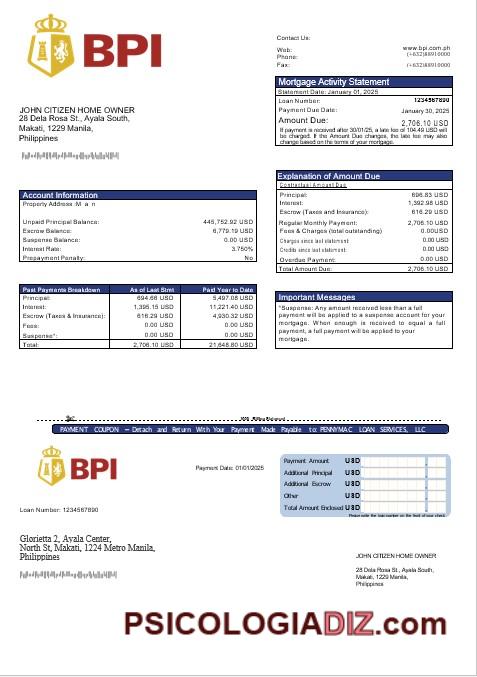 BPI
Contact Us:
Web: www.bpi.com.ph
Phone: (+632)88910000
Fax: (+632)88910000
Mortgage Activity Statement
Statement Date: January 01, 2025
Loan Number: 1234567890
Payment Due Date: January 30, 2025
Amount Due: 2,706.10 USD
If payment is received after 30/01/25, a late fee of 104.49 USD will
be charged. If the Amount Due Changes, the late fee may also
change based on the terms of your mortgage.
JOHN CITIZEN HOME OWNER
28 Dela Rosa St., Ayala South,
Makati, 1229 Manila,
Philippines
Account Information
Property Address :M a n
Unpaid Principal Balance: 445,752.92 USD
Escrow Balance: 6,779.19 USD
Suspense Balance: 0.00 USD
Interest Rate: 3.750%
Prepayment Penalty: No
Explanation of Amount Due
Contractual Amount Due
Principal: 696.83 USD
Interest: 1,392.98 USD
Escrow (Taxes and Insurance): 616.29 USD
Regular Monthly Payment: 2,706.10 USD
Fees & Charges (total outstanding) 0.00USD
Charges since last statement: 0.00 USD
Credits since last statement: 0.00 USD
Overdue Payment: 0.00 USD
Total Amount Due: 2,706.10 USD
Past Payments Breakdown As of Last Stmt Paid Year to Date
Principal: 694.66 USD 5,497.08 USD
Interest: 1,395.15 USD 11,221.40 USD
Escrow (Taxes & Insurance): 616.29 USD 4,930.32 USD
Fees: 0.00 USD 0.00 USD
Suspense*: 0.00 USD 0.00 USD
Total: 2,706.10 USD 21,648.80 USD
Important Messages
*Suspense: Any amount received less than a full
payment will be applied to a suspense account for your
mortgage. When enough is received to equal a full
payment, a full payment will be applied to your
mortgage.
PAYMENT COUPON – Detach and Return With Your Payment Made Payable to: PENNYMAC LOAN SERVICES, LLC
BPI
Payment Date: 01/01/2025
Payment Amount USD
Additional Principal USD
Additional Escrow USD
Other USD
Total Amount Enclosed USD
Please write the loan number on the front of your check.
Loan Number: 1234567890
Glorietta 2, Ayala Center,
North St, Makati, 1224 Metro Manila,
Philippines
JOHN CITIZEN HOME OWNER
28 Dela Rosa St., Ayala South,
Makati, 1229 Manila,
Philippines
PSICOLOGIADIZ.com